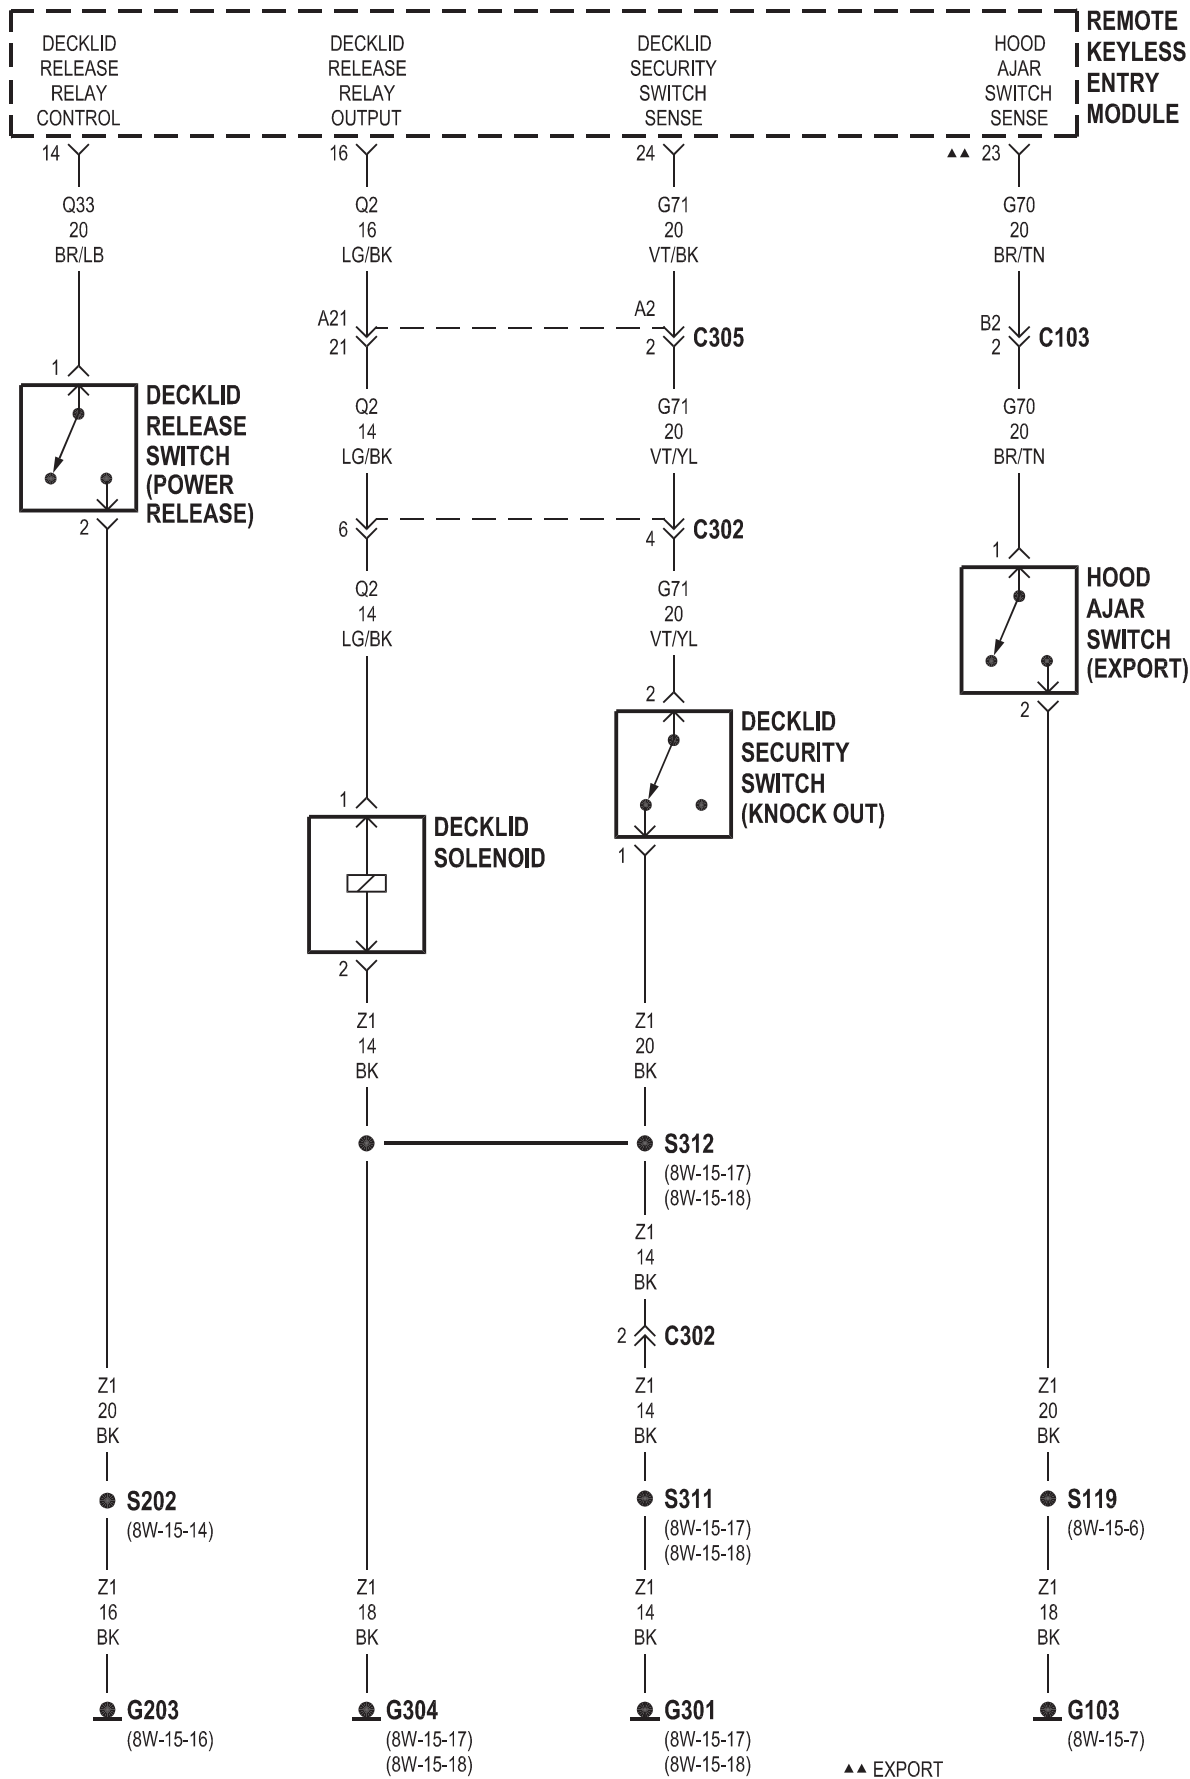 DECKLID
RELEASE
RELAY
CONTROL
DECKLID
RELEASE
RELAY
OUTPUT
DECKLID
SECURITY
SWITCH
SENSE
HOOD
AJAR
SWITCH
SENSE
REMOTE
KEYLESS
ENTRY
MODULE
14
16
24
▲▲ 23
Q33
20
BR/LB
Q2
16
LG/BK
G71
20
VT/BK
G70
20
BR/TN
A21
21
A2
2
C305
B2
2
C103
1
DECKLID
RELEASE
SWITCH
(POWER
RELEASE)
2
Q2
14
LG/BK
G71
20
VT/YL
G70
20
BR/TN
6
4
C302
Q2
14
LG/BK
G71
20
VT/YL
1
HOOD
AJAR
SWITCH
(EXPORT)
2
2
DECKLID
SECURITY
SWITCH
(KNOCK OUT)
1
1
DECKLID
SOLENOID
2
Z1
14
BK
Z1
20
BK
S312
(8W-15-17)
(8W-15-18)
Z1
14
BK
2
C302
Z1
20
BK
Z1
14
BK
Z1
20
BK
S202
(8W-15-14)
S311
(8W-15-17)
(8W-15-18)
S119
(8W-15-6)
Z1
16
BK
Z1
18
BK
Z1
14
BK
Z1
18
BK
G203
(8W-15-16)
G304
(8W-15-17)
(8W-15-18)
G301
(8W-15-17)
(8W-15-18)
G103
(8W-15-7)
▲▲ EXPORT